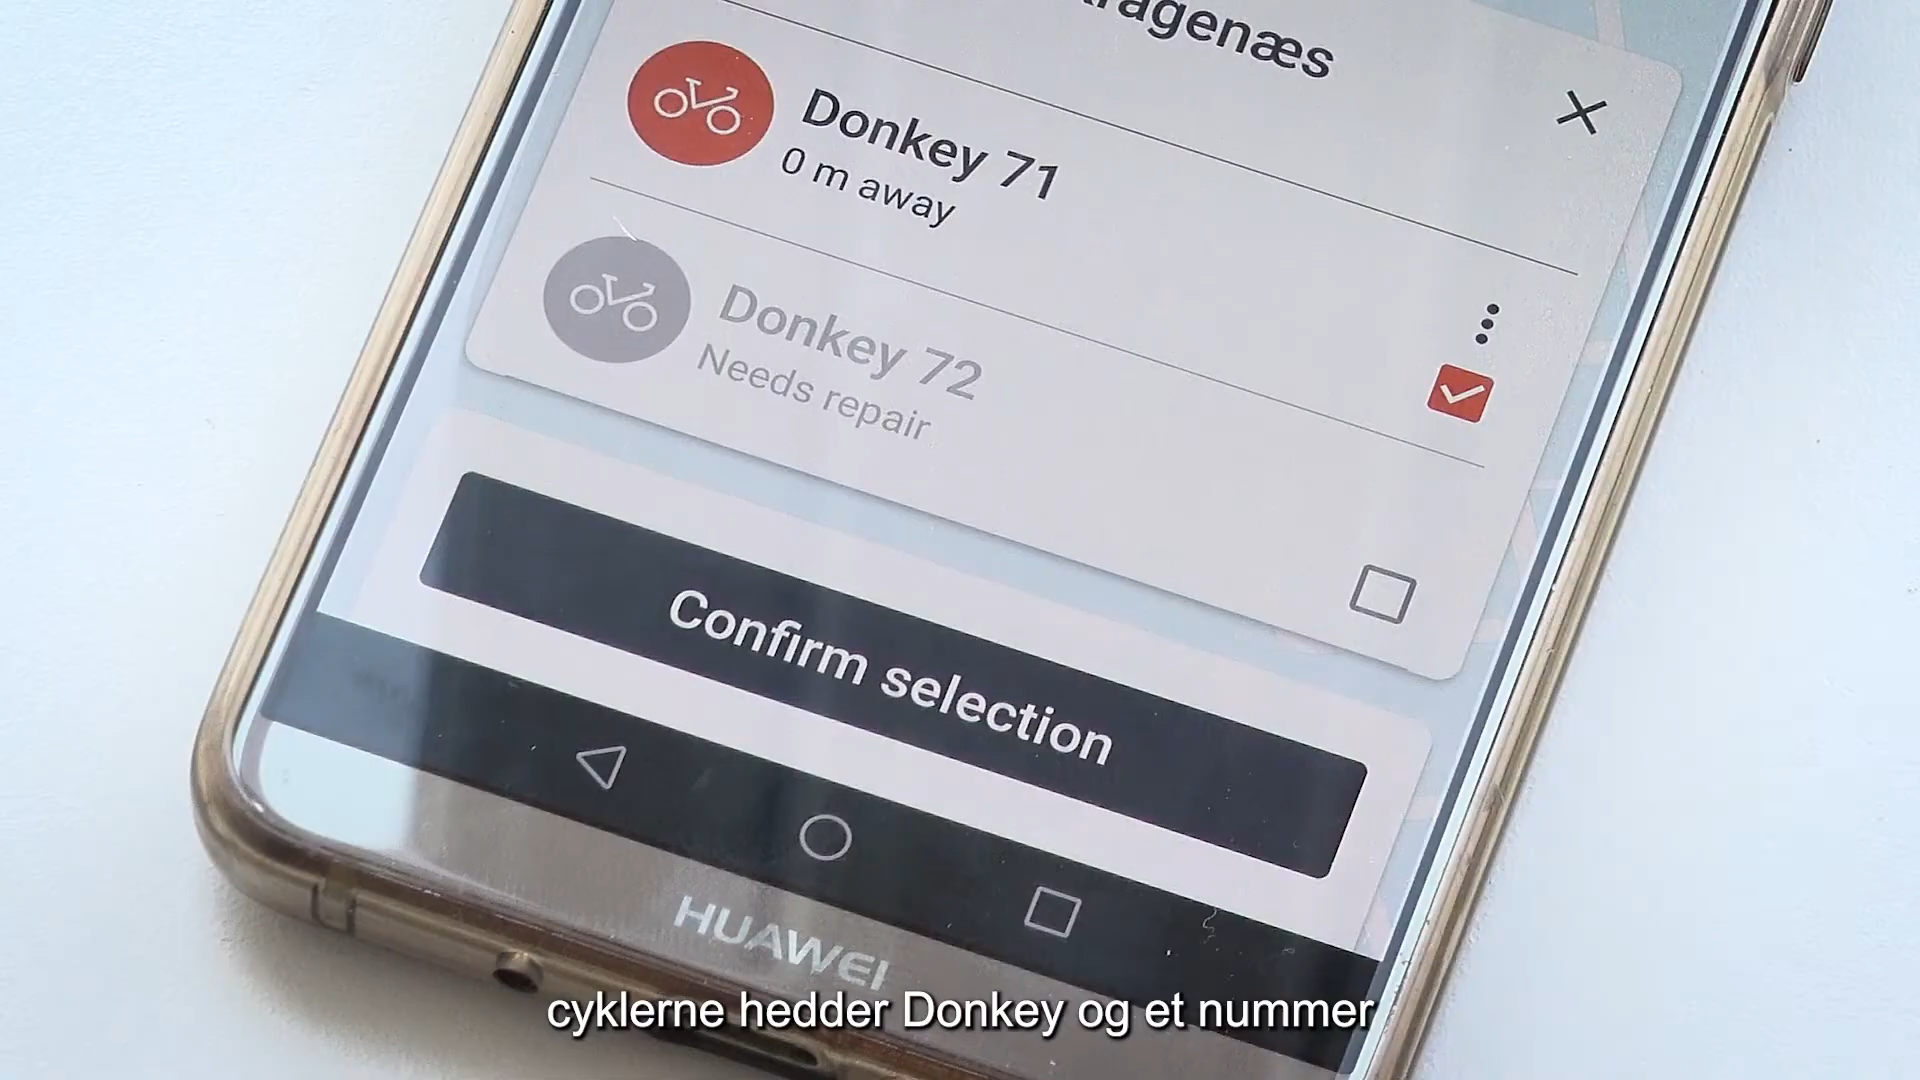 Donkey 71
0 m away
Donkey 72
Needs repair
Confirm selection
HUAWEI
cyklerne hedder Donkey og et nummer